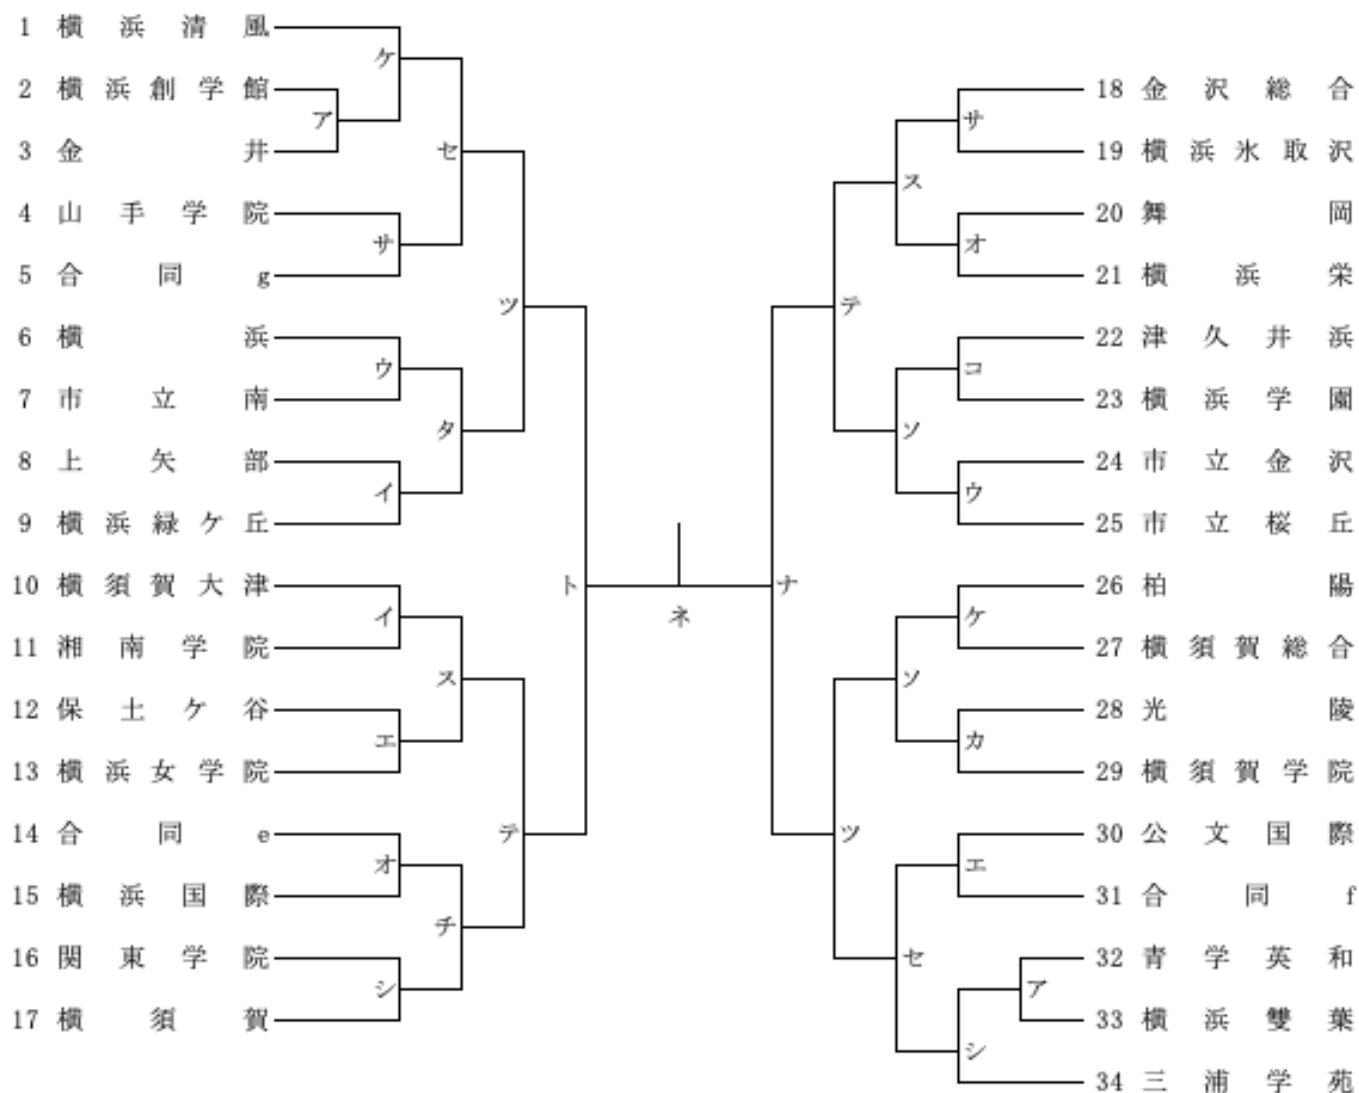 1 横浜清風
ケ
2 横浜創学館
ア
3 金井
セ
4 山手学院
サ
5 合同g
ツ
6 横浜
ウ
7 市立南
タ
8 上矢部
イ
9 横浜緑ケ丘
10 横須賀大津
ト
イ
11 湘南学院
ス
12 保土ケ谷
エ
13 横浜女学院
14 合同e
テ
オ
15 横浜国際
チ
16 関東学院
シ
17 横須賀
ネ
18 金沢総合
サ
19 横浜氷取沢
ス
20 舞岡
オ
21 横浜栄
テ
22 津久井浜
コ
23 横浜学園
ソ
24 市立金沢
ウ
25 市立桜丘
ナ
26 柏陽
ケ
27 横須賀総合
ソ
28 光陵
カ
29 横須賀学院
ツ
30 公文国際
エ
31 合同f
セ
32 青学英和
ア
33 横浜雙葉
シ
34 三浦学苑